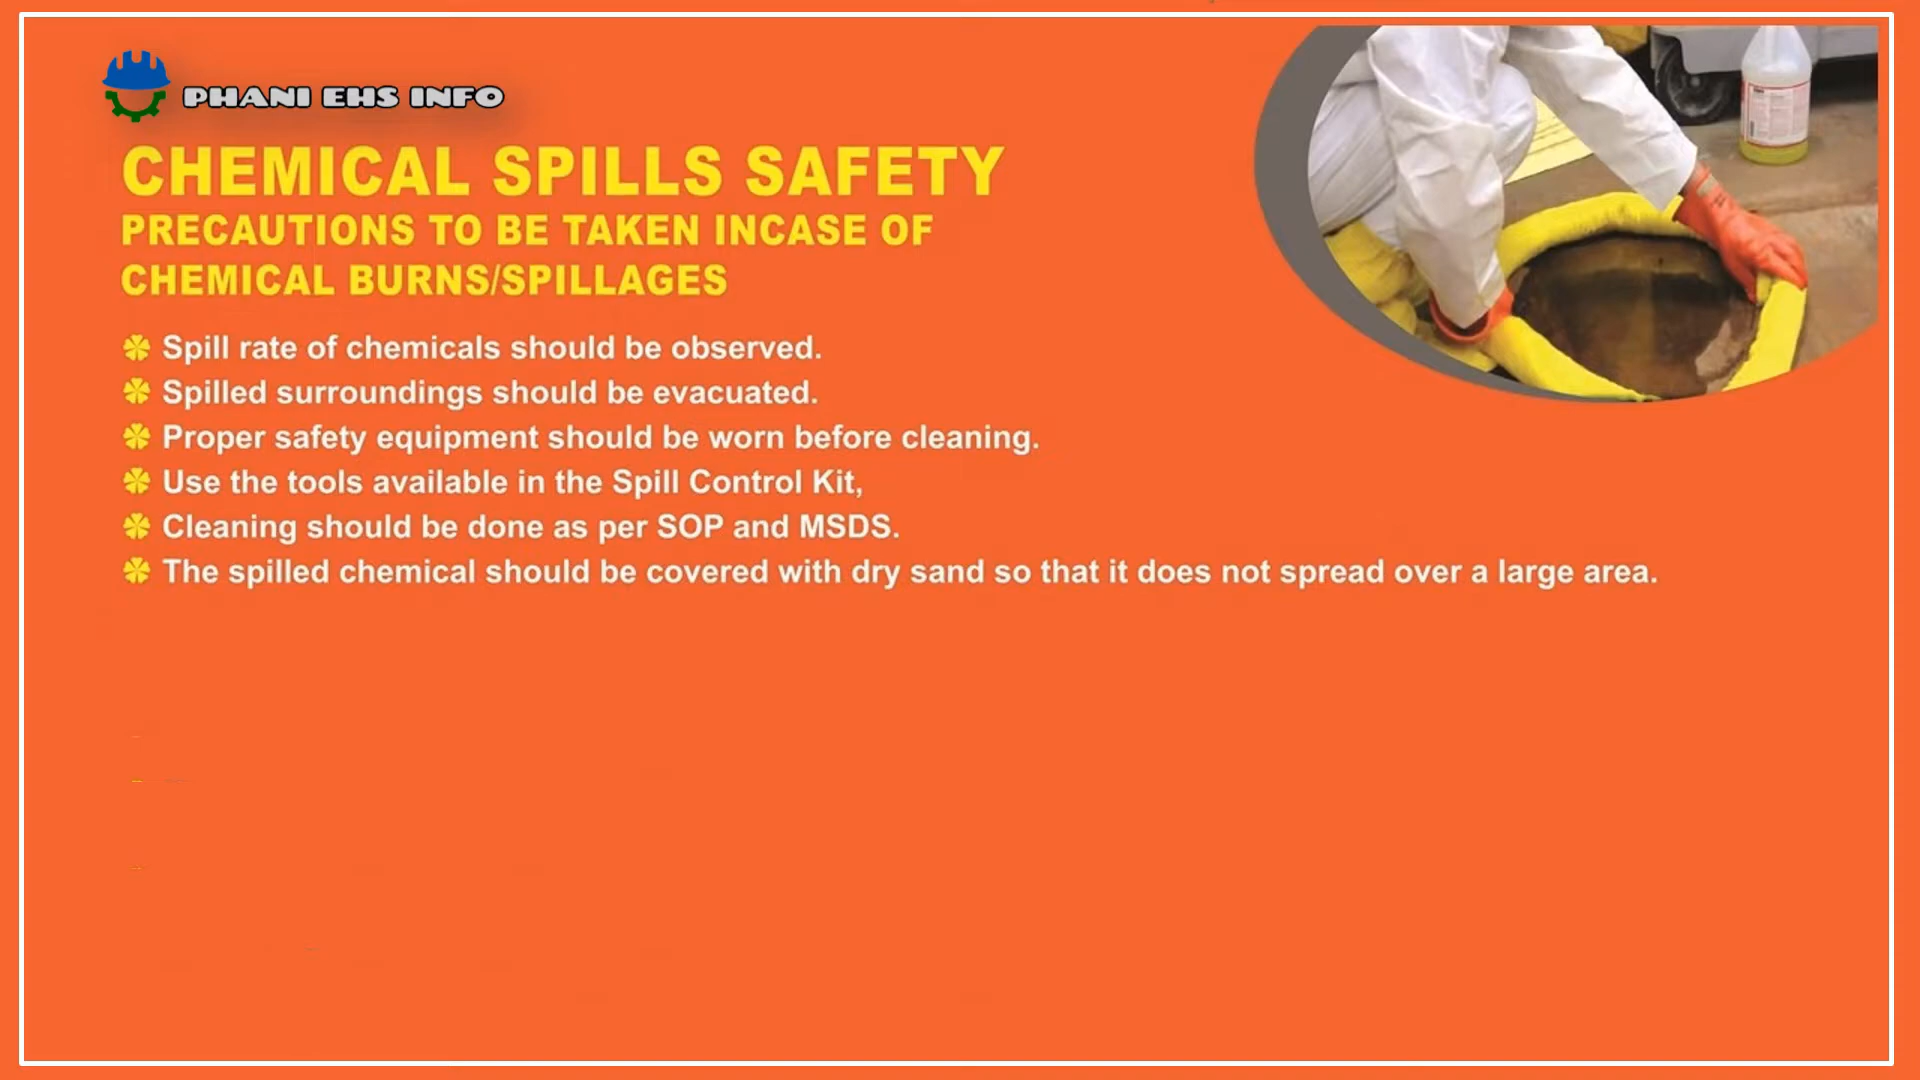 PHANI EHS INFO
CHEMICAL SPILLS SAFETY
PRECAUTIONS TO BE TAKEN INCASE OF
CHEMICAL BURNS/SPILLAGES
Spill rate of chemicals should be observed.
Spilled surroundings should be evacuated.
Proper safety equipment should be worn before cleaning.
Use the tools available in the Spill Control Kit,
Cleaning should be done as per SOP and MSDS.
The spilled chemical should be covered with dry sand so that it does not spread over a large area.